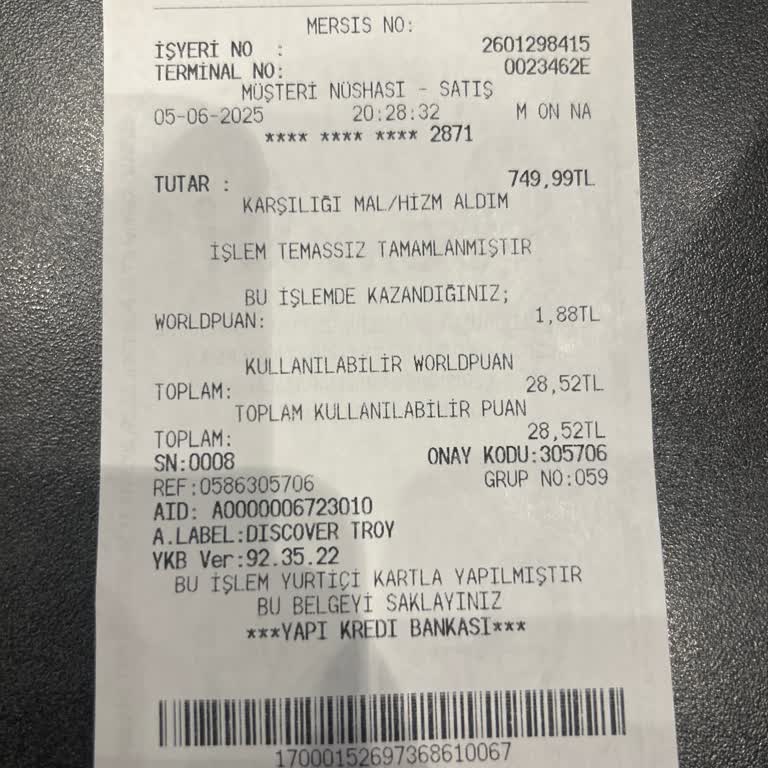 MERSIS NO:
İŞYERİ NO : 2601298415
TERMİNAL NO: 0023462E
MÜŞTERİ NÜSHASI - SATIŞ
05-06-2025 20:28:32 M ON NA
**** **** **** 2871
TUTAR : 749,99TL
KARŞILIĞI MAL/HİZM ALDIM
İŞLEM TEMASSIZ TAMAMLANMIŞTIR
BU İŞLEMDE KAZANDIĞINIZ;
WORLDPUAN: 1,88TL
KULLANILABİLİR WORLDPUAN
TOPLAM: 28,52TL
TOPLAM KULLANILABİLİR PUAN
TOPLAM: 28,52TL
SN:0008 ONAY KODU:305706
REF:0586305706 GRUP NO:059
AID: A0000006723010
A.LABEL:DISCOVER TROY
YKB Ver:92.35.22
BU İŞLEM YURTİÇİ KARTLA YAPILMIŞTIR
BU BELGEYİ SAKLAYINIZ
***YAPI KREDİ BANKASI***
17000152697368610067